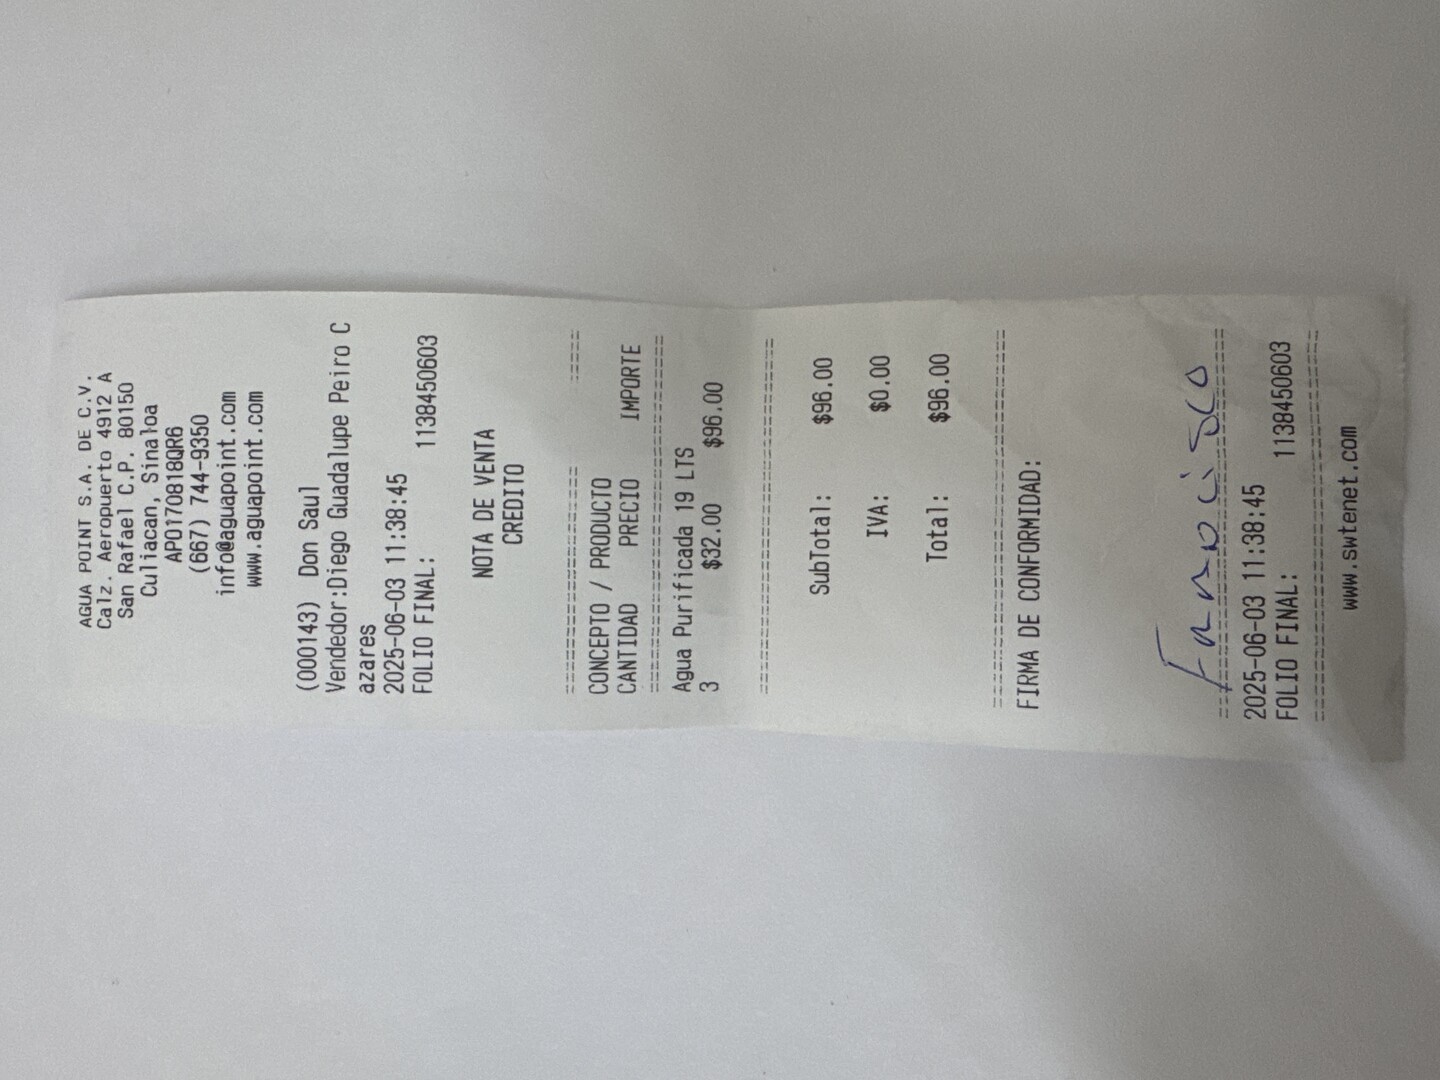 AGUA POINT S.A. DE C.V.
Calz. Aeropuerto 4912 A
San Rafael C.P. 80150
Culiacan, Sinaloa
APO170818QR6
(667) 744-9350
info@aguapoint.com
www.aguapoint.com
(000143) Don Saul
Vendedor:Diego Guadalupe Peiro C
azares
2025-06-03 11:38:45
FOLIO FINAL: 1138450603
NOTA DE VENTA
CREDITO
CONCEPTO / PRODUCTO
CANTIDAD PRECIO IMPORTE
Agua Purificada 19 LTS
3 $32.00 $96.00
SubTotal: $96.00
IVA: $0.00
Total: $96.00
FIRMA DE CONFORMIDAD:
Francisco
2025-06-03 11:38:45
FOLIO FINAL: 1138450603
www.swtenet.com